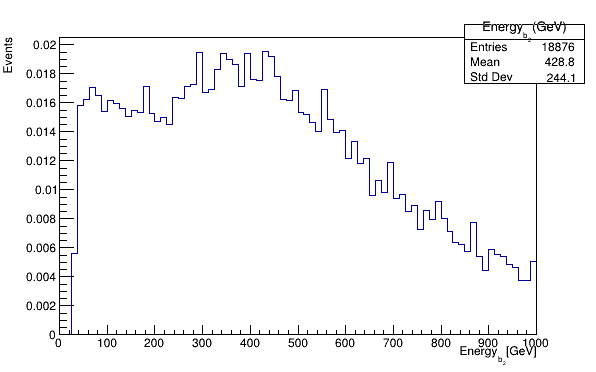 Energy_b₂(GeV)
Entries 18876
Mean 428.8
Std Dev 244.1
Events
0.02
0.018
0.016
0.014
0.012
0.01
0.008
0.006
0.004
0.002
0
0 100 200 300 400 500 600 700 800 900 1000
Energy_b₂[GeV]